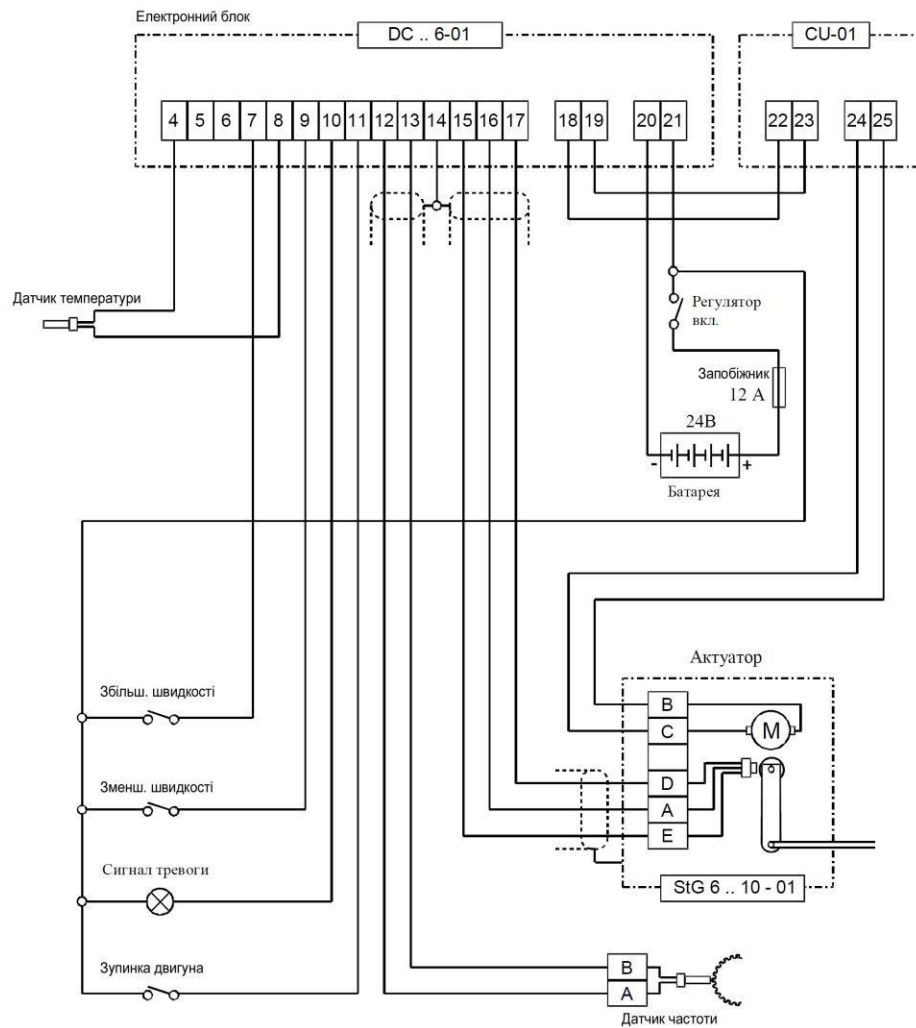 Електронний блок
DC .. 6-01
CU-01
4 5 6 7 8 9 10 11 12 13 14 15 16 17 18 19 20 21 22 23 24 25
Датчик температури
Регулятор
вкл.
Запобіжник
12 А
24В
- +
Батарея
Актуатор
Збільш. швидкості
B
C
M
Зменш. швидкості
D
A
E
Сигнал тревоги
StG 6 .. 10 - 01
Зупинка двигуна
B
A
Датчик частоти